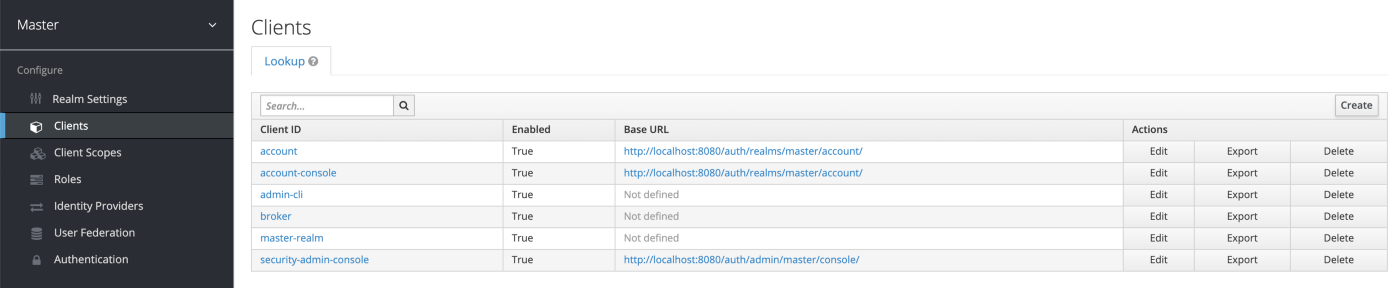 Master
Configure
Realm Settings
Clients
Client Scopes
Roles
Identity Providers
User Federation
Authentication
Clients
Lookup
Search...
Create
Client ID Enabled Base URL Actions
account True http://localhost:8080/auth/realms/master/account/ Edit Export Delete
account-console True http://localhost:8080/auth/realms/master/account/ Edit Export Delete
admin-cli True Not defined Edit Export Delete
broker True Not defined Edit Export Delete
master-realm True Not defined Edit Export Delete
security-admin-console True http://localhost:8080/auth/admin/master/console/ Edit Export Delete